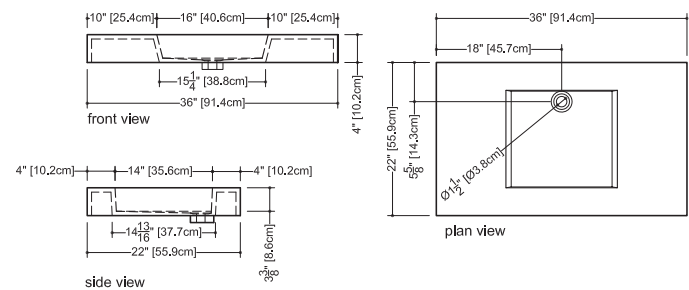 10" [25.4cm] 16" [40.6cm] 10" [25.4cm]
15 1/4" [38.8cm]
36" [91.4cm]
4" [10.2cm]
front view
4" [10.2cm] 14" [35.6cm] 4" [10.2cm]
14 13/16" [37.7cm]
22" [55.9cm]
3 3/8" [8.6cm]
side view
36" [91.4cm]
18" [45.7cm]
22" [55.9cm]
5 5/8" [14.3cm]
Ø1 1/2" [Ø3.8cm]
plan view